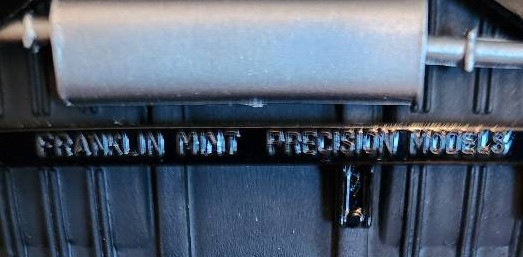 FRANKLIN MINT PRECISION MODELS